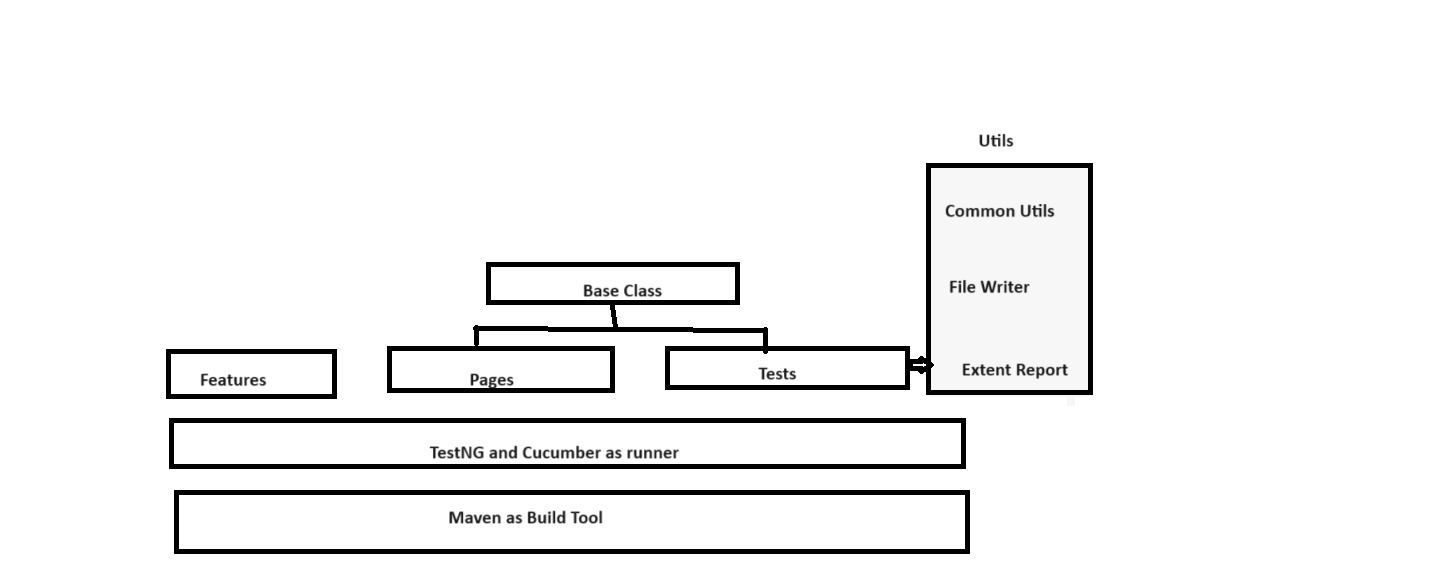 Utils
Common Utils
File Writer
Extent Report
Base Class
Features
Pages
Tests
TestNG and Cucumber as runner
Maven as Build Tool